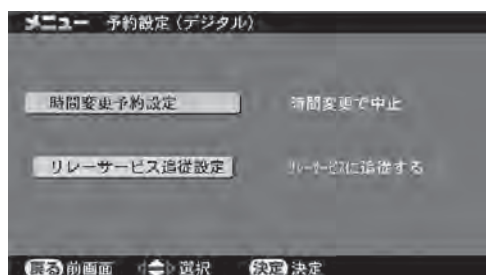 メニュー 予約設定（デジタル）
時間変更予約設定 時間変更で中止
リレーサービス追従設定 リレーサービスに追従する
戻る 前画面 選択 決定 決定